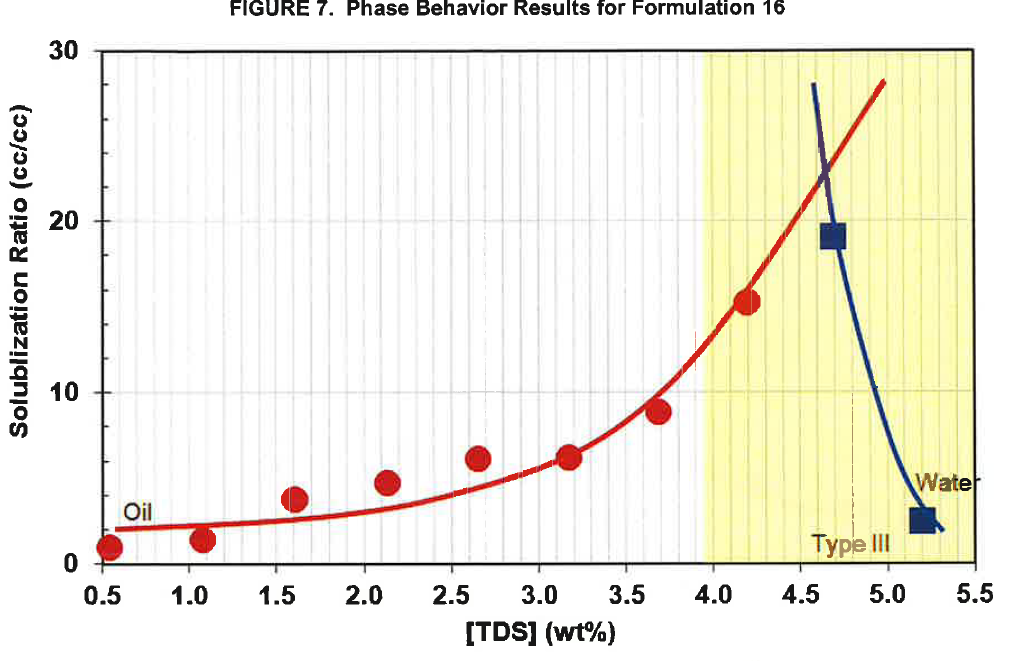 FIGURE 7. Phase Behavior Results for Formulation 16
30
20
10
0
Solublization Ratio (cc/cc)
Oil
Water
Type III
0.5 1.0 1.5 2.0 2.5 3.0 3.5 4.0 4.5 5.0 5.5
[TDS] (wt%)